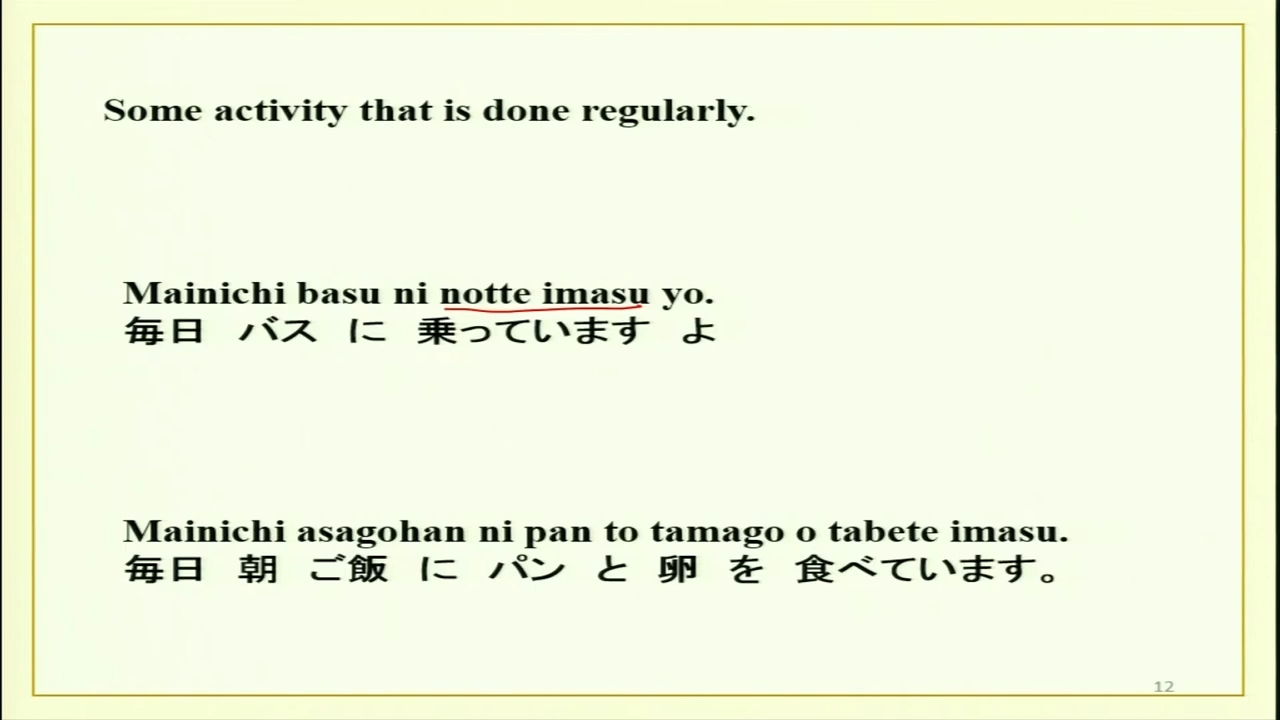 Some activity that is done regularly.
Mainichi basu ni notte imasu yo.
毎日 バス に 乗っています よ
Mainichi asagohan ni pan to tamago o tabete imasu.
毎日 朝 ご飯 に パン と 卵 を 食べています。
12